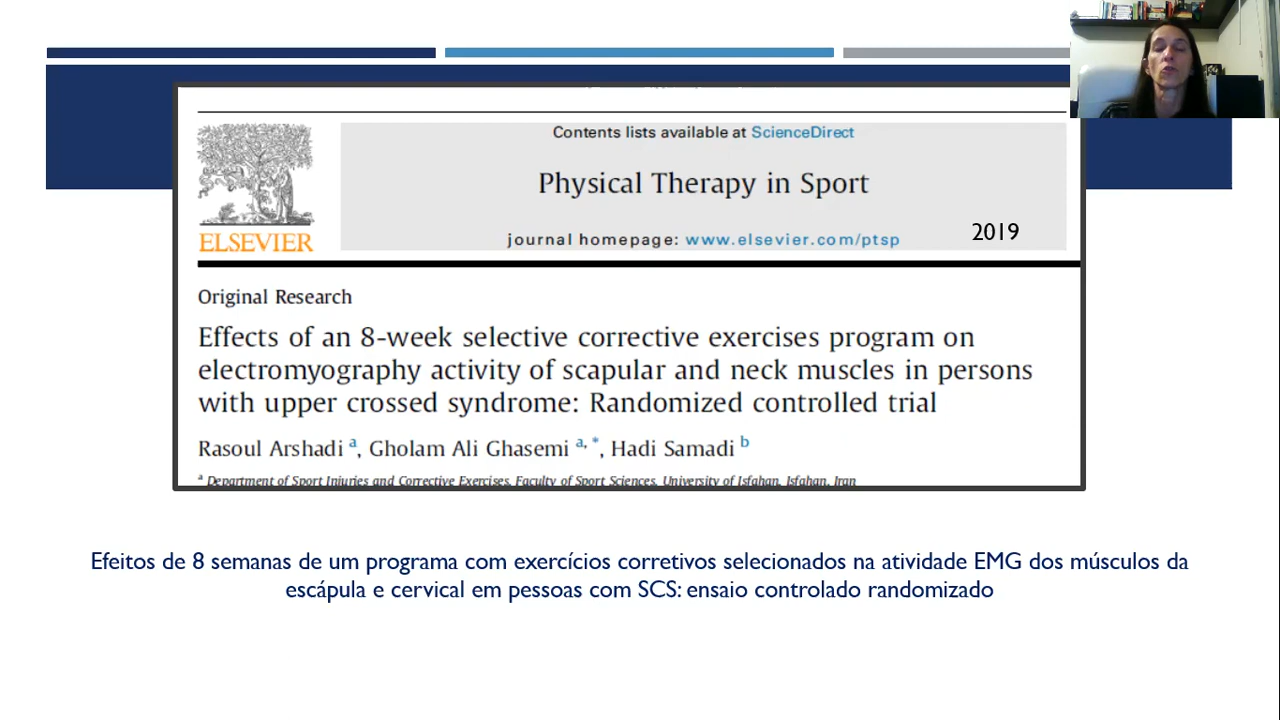 Contents lists available at ScienceDirect
Physical Therapy in Sport
journal homepage: www.elsevier.com/ptsp
2019
ELSEVIER
Original Research
Effects of an 8-week selective corrective exercises program on
electromyography activity of scapular and neck muscles in persons
with upper crossed syndrome: Randomized controlled trial
Rasoul Arshadi a, Gholam Ali Ghasemi a, *, Hadi Samadi b
a Department of Sport Injuries and Corrective Exercises, Faculty of Sport Sciences, University of Isfahan, Isfahan, Iran
Efeitos de 8 semanas de um programa com exercícios corretivos selecionados na atividade EMG dos músculos da
escápula e cervical em pessoas com SCS: ensaio controlado randomizado